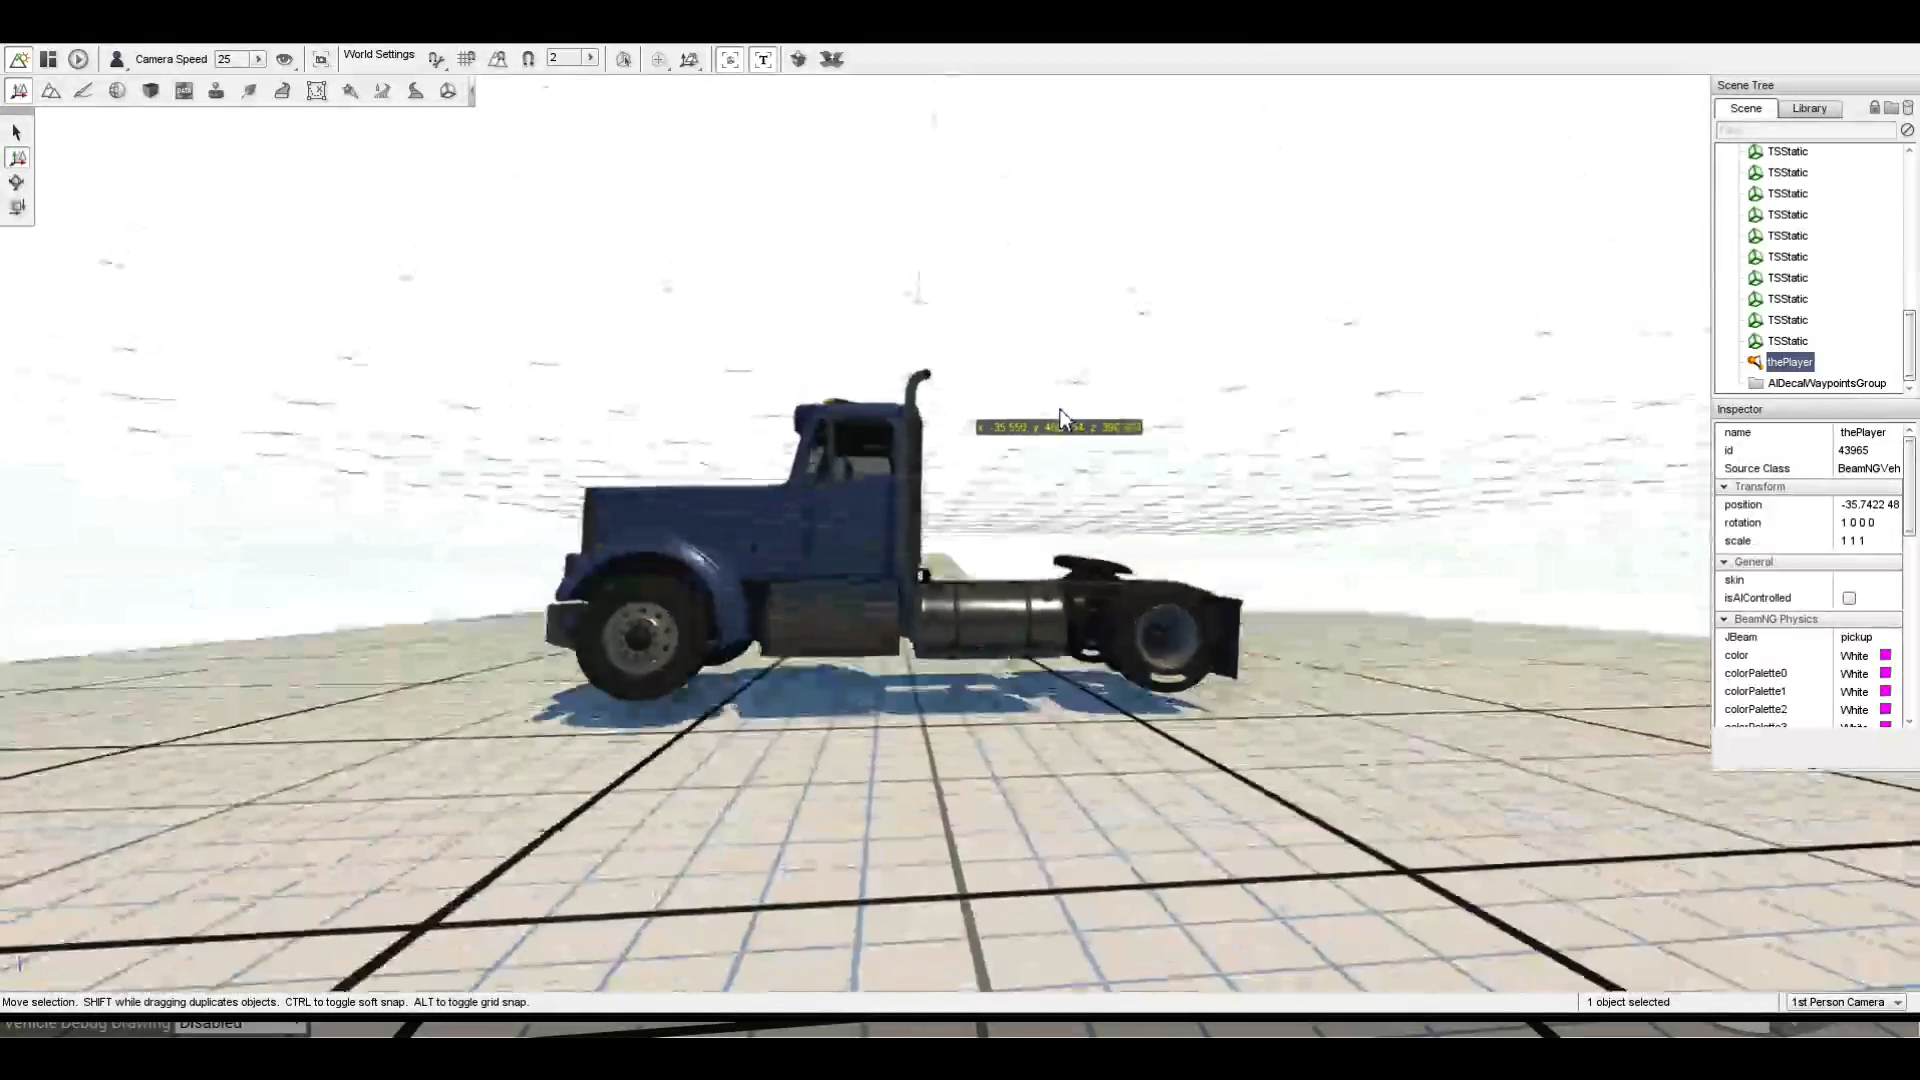 Camera Speed 25 World Settings 2
Scene Tree
Scene Library
TSStatic
TSStatic
TSStatic
TSStatic
TSStatic
TSStatic
TSStatic
TSStatic
TSStatic
TSStatic
thePlayer
AIDecalWaypointsGroup
Inspector
name thePlayer
id 43965
Source Class BeamNGVeh
Transform
position -35.7422 48
rotation 1 0 0 0
scale 1 1 1
General
skin
isAIControlled
BeamNG Physics
JBeam pickup
color White
colorPalette0 White
colorPalette1 White
colorPalette2 White
Move selection. SHIFT while dragging duplicates objects. CTRL to toggle soft snap. ALT to toggle grid snap.
1 object selected
1st Person Camera
Vehicle Debug Drawing Disabled